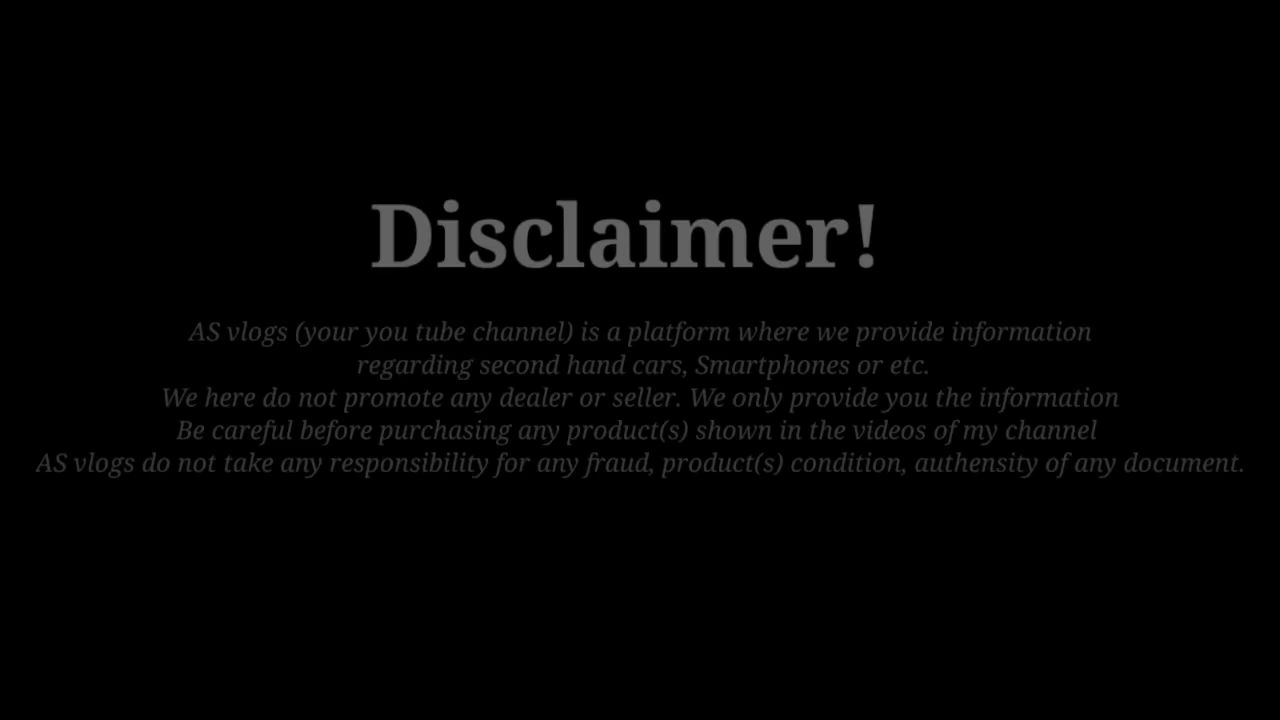 Disclaimer!
AS vlogs (your you tube channel) is a platform where we provide information
regarding second hand cars, Smartphones or etc.
We here do not promote any dealer or seller. We only provide you the information
Be careful before purchasing any product(s) shown in the videos of my channel
AS vlogs do not take any responsibility for any fraud, product(s) condition, authensity of any document.